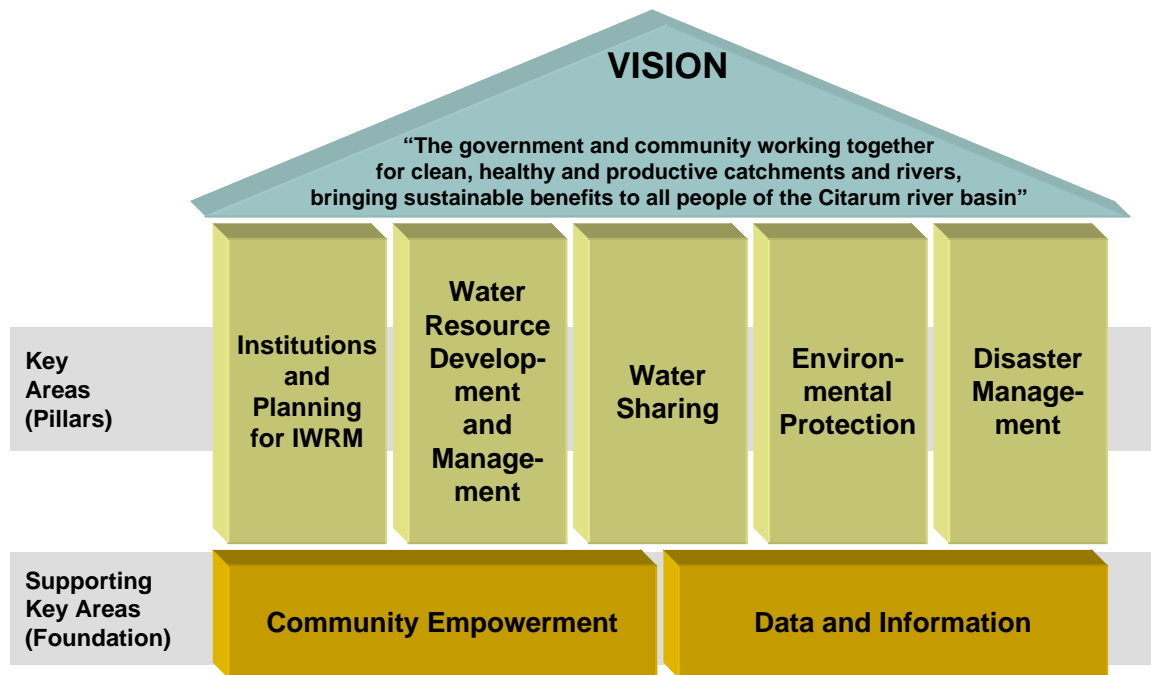 VISION
“The government and community working together
for clean, healthy and productive catchments and rivers,
bringing sustainable benefits to all people of the Citarum river basin”
Key
Areas
(Pillars)
Institutions
and
Planning
for IWRM
Water
Resource
Develop-
ment
and
Manage-
ment
Water
Sharing
Environ-
mental
Protection
Disaster
Manage-
ment
Supporting
Key Areas
(Foundation)
Community Empowerment
Data and Information